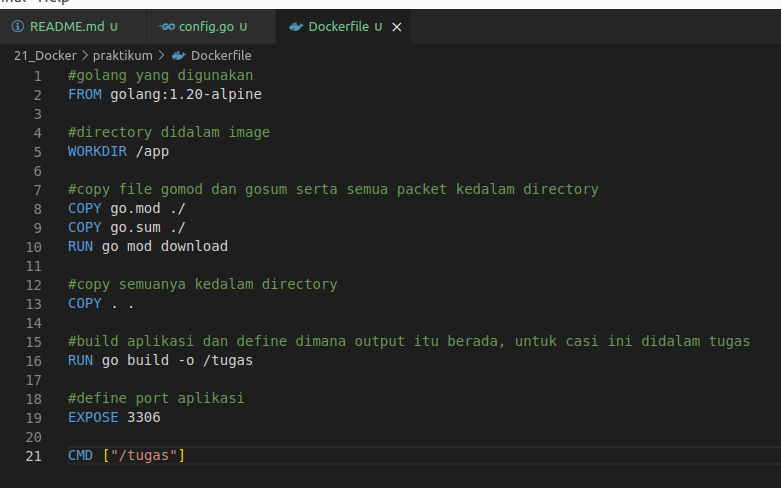 Help
README.md U
config.go U
Dockerfile U
21_Docker > praktikum > Dockerfile
1 #golang yang digunakan
2 FROM golang:1.20-alpine
3
4 #directory didalam image
5 WORKDIR /app
6
7 #copy file gomod dan gosum serta semua packet kedalam directory
8 COPY go.mod ./
9 COPY go.sum ./
10 RUN go mod download
11
12 #copy semuanya kedalam directory
13 COPY . .
14
15 #build aplikasi dan define dimana output itu berada, untuk casi ini didalam tugas
16 RUN go build -o /tugas
17
18 #define port aplikasi
19 EXPOSE 3306
20
21 CMD ["/tugas"]